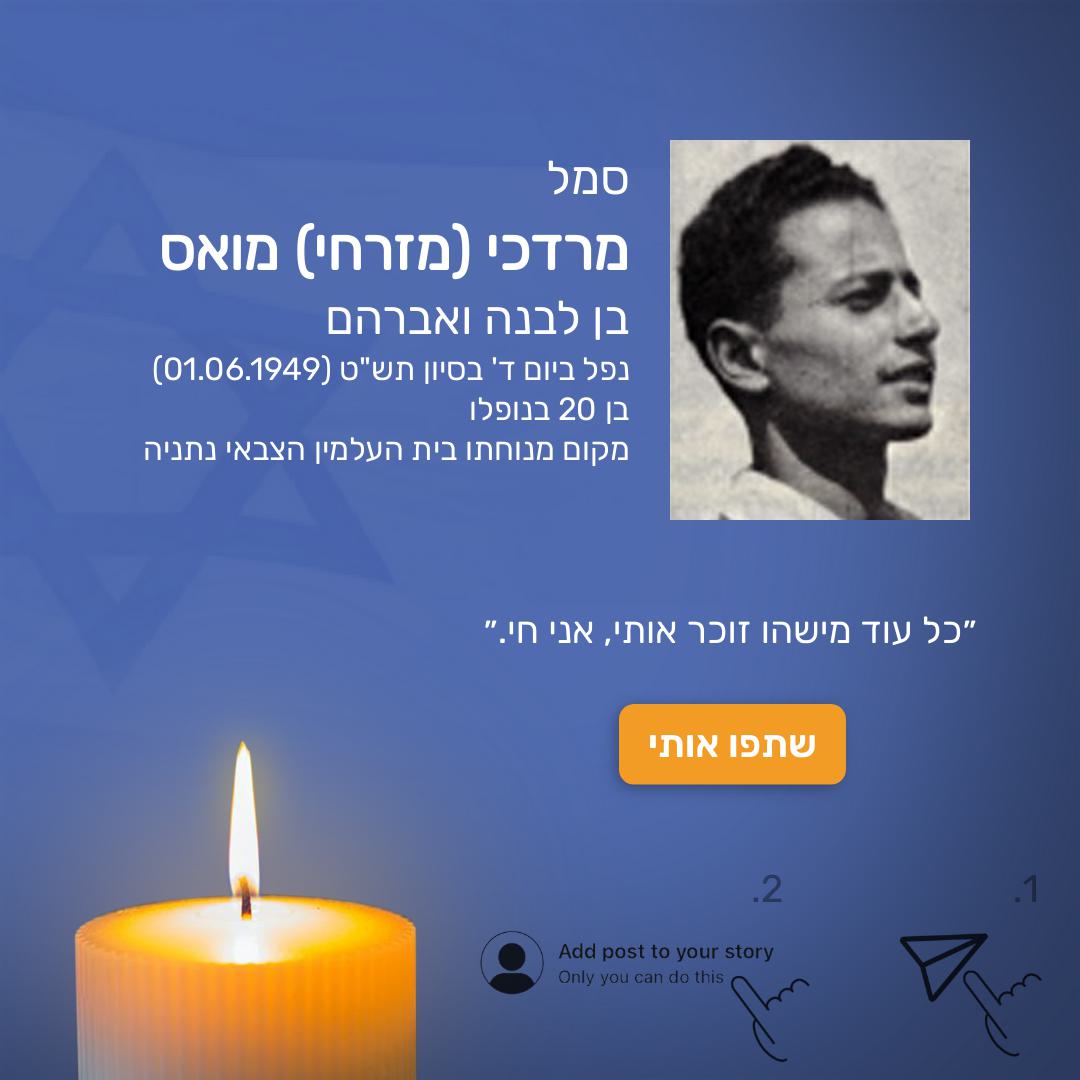 סמל
מרדכי (מזרחי) מואס
בן לבנה ואברהם
נפל ביום ד' בסיון תש"ט (01.06.1949)
בן 20 בנופלו
מקום מנוחתו בית העלמין הצבאי נתניה
״כל עוד מישהו זוכר אותי, אני חי.״
שתפו אותי
1.
2.
Add post to your story
Only you can do this